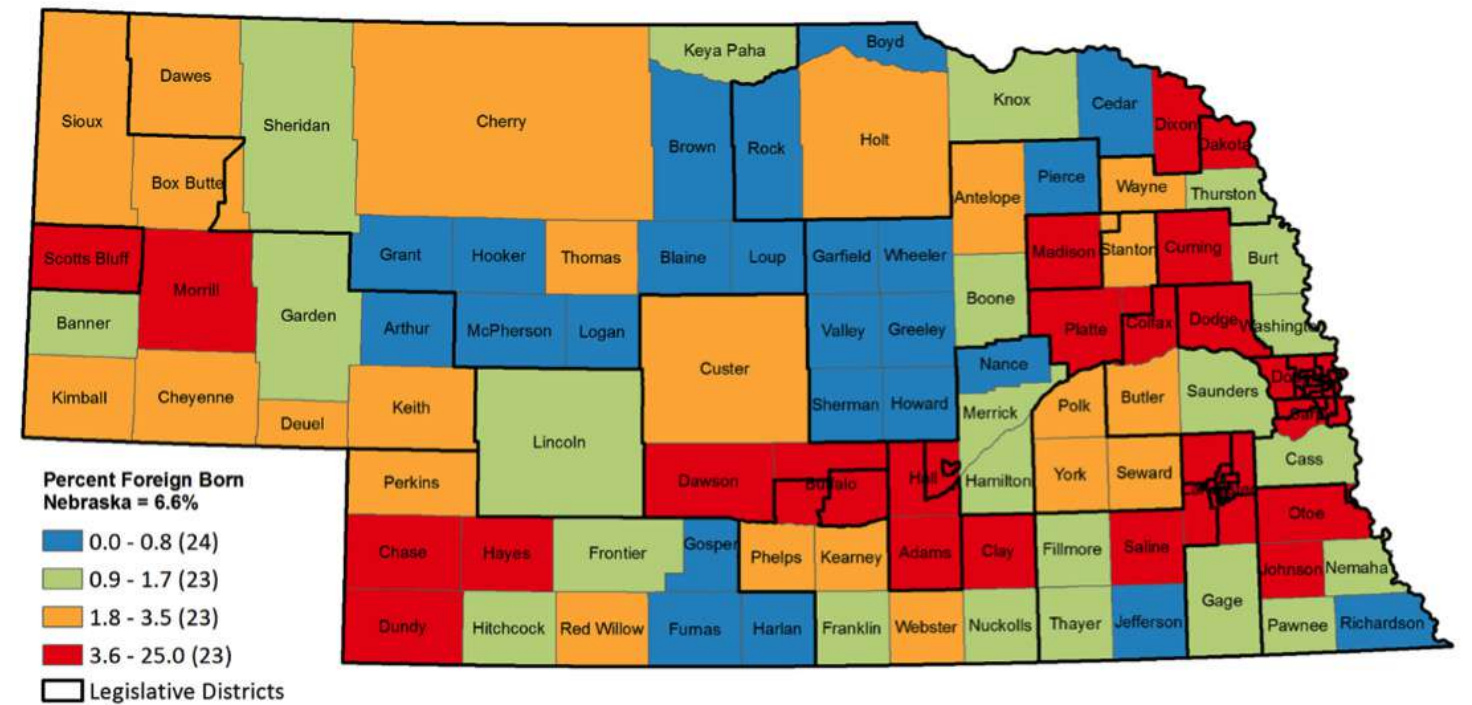 Boyd
Keya Paha
Dawes
Knox
Cedar
Sioux
Sheridan
Cherry
Dixon
Brown
Rock
Holt
Dakota
Box Butte
Pierce
Wayne
Thurston
Antelope
Scotts Bluff
Grant
Hooker
Thomas
Blaine
Loup
Garfield
Wheeler
Madison
Stanton
Cuming
Burt
Morrill
Boone
Garden
Banner
Arthur
McPherson
Logan
Valley
Greeley
Platte
Colfax
Dodge
Washington
Custer
Nance
Kimball
Cheyenne
Keith
Deuel
Sherman
Howard
Merrick
Polk
Butler
Saunders
Lincoln
Perkins
Dawson
Buffalo
Hall
Hamilton
York
Seward
Cass
Otoe
Chase
Hayes
Frontier
Gosper
Phelps
Kearney
Adams
Clay
Fillmore
Saline
Johnson
Nemaha
Dundy
Hitchcock
Red Willow
Furnas
Harlan
Franklin
Webster
Nuckolls
Thayer
Jefferson
Gage
Pawnee
Richardson
Percent Foreign Born
Nebraska = 6.6%
0.0 - 0.8 (24)
0.9 - 1.7 (23)
1.8 - 3.5 (23)
3.6 - 25.0 (23)
Legislative Districts